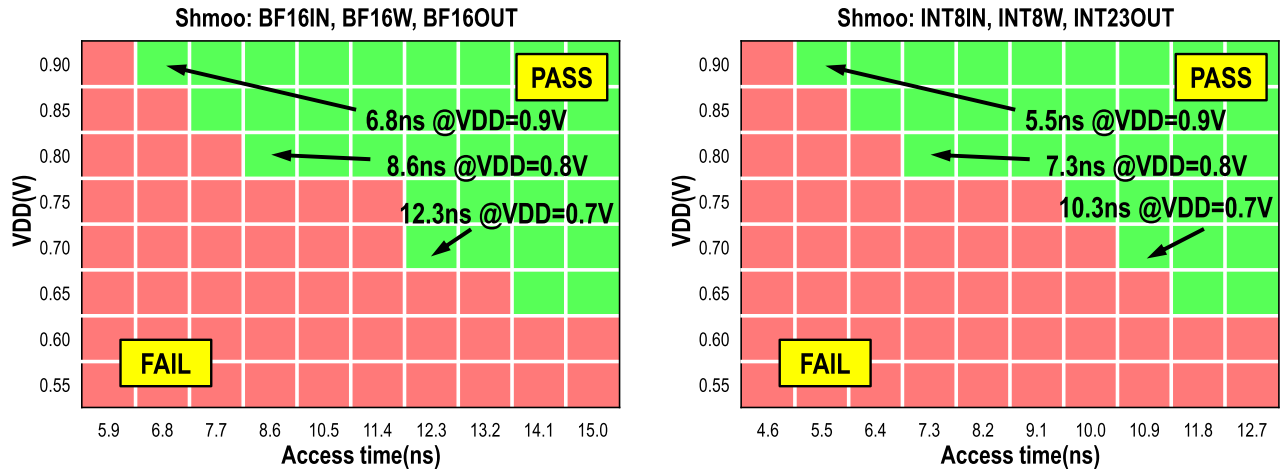 Shmoo: BF16IN, BF16W, BF16OUT
VDD(V)
0.90
0.85
0.80
0.75
0.70
0.65
0.60
0.55
PASS
6.8ns @VDD=0.9V
8.6ns @VDD=0.8V
12.3ns @VDD=0.7V
FAIL
5.9 6.8 7.7 8.6 10.5 11.4 12.3 13.2 14.1 15.0
Access time(ns)
Shmoo: INT8IN, INT8W, INT23OUT
VDD(V)
0.90
0.85
0.80
0.75
0.70
0.65
0.60
0.55
PASS
5.5ns @VDD=0.9V
7.3ns @VDD=0.8V
10.3ns @VDD=0.7V
FAIL
4.6 5.5 6.4 7.3 8.2 9.1 10.0 10.9 11.8 12.7
Access time(ns)